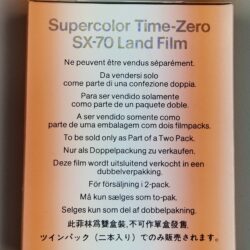 Supercolor Time-Zero
SX-70 Land Film
Ne peuvent être vendus séparément.
Da vendersi solo
come parte di una confezione doppia.
Para ser vendido solamente
como parte de un paquete doble.
A ser vendido somente como
parte de uma embalagem com dois filmpacks.
To be sold only as Part of a Two Pack.
Nur als Doppelpackung zu verkaufen.
Deze film wordt uitsluitend verkocht in een
dubbelverpakking.
För försäljning i 2-pack.
Må kun sælges som to-pak.
Selges kun som del af dobbelpakning.
此菲林爲雙盒裝,不可作單盒發售
ツインパック(二本入り)でのみ販売されます。